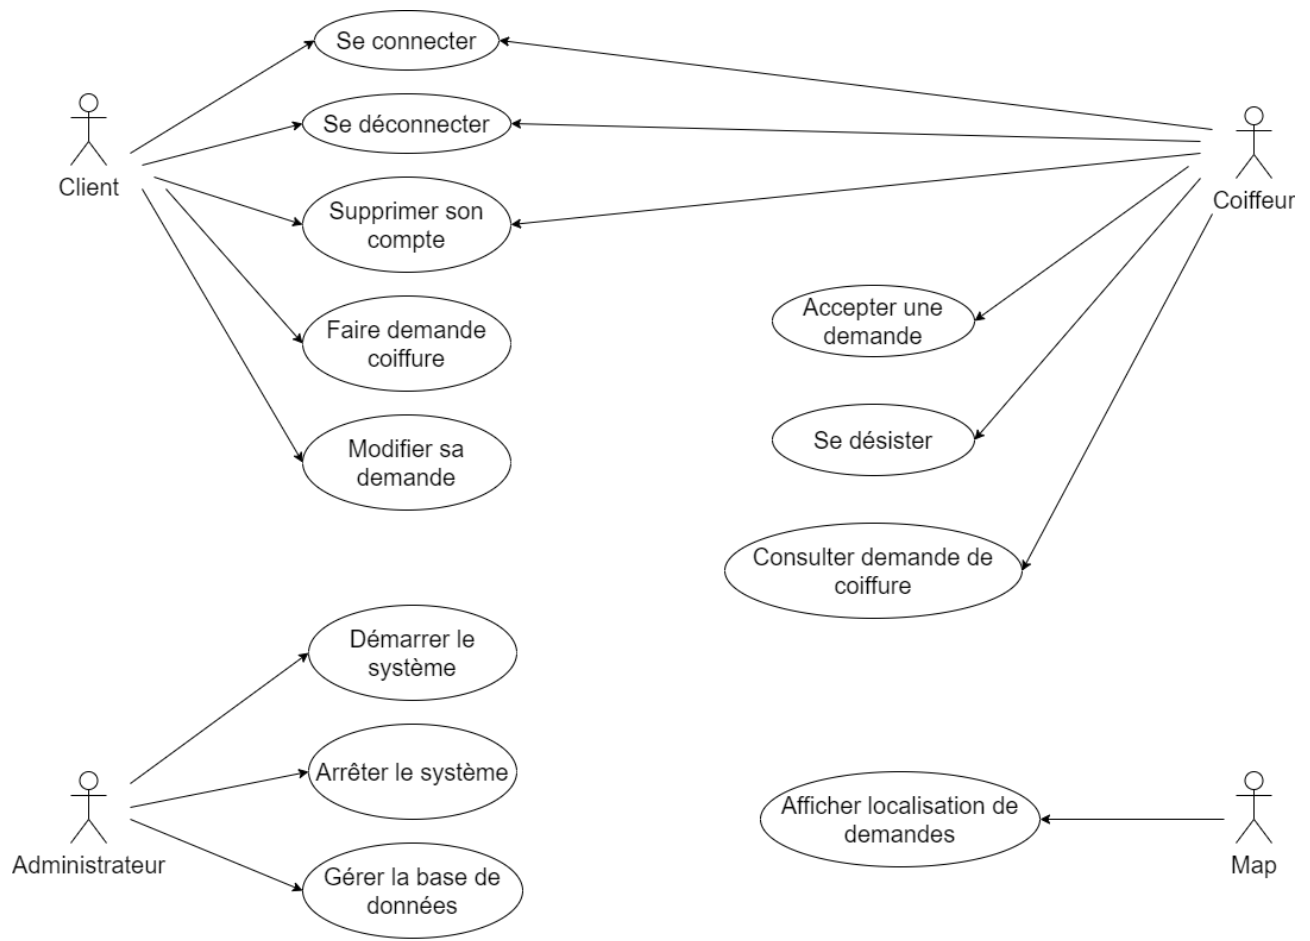 Se connecter
Se déconnecter
Client
Coiffeur
Supprimer son
compte
Accepter une
demande
Faire demande
coiffure
Se désister
Modifier sa
demande
Consulter demande de
coiffure
Démarrer le
système
Arrêter le système
Afficher localisation de
demandes
Administrateur
Map
Gérer la base de
données